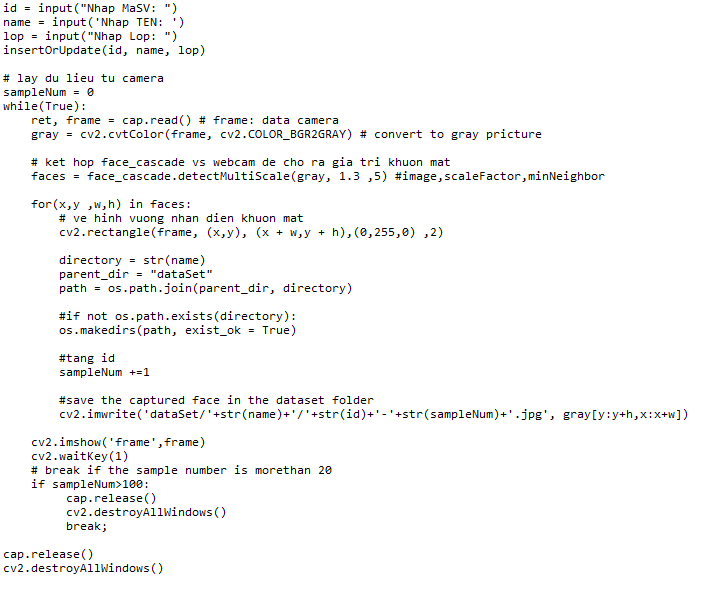 id = input("Nhap MaSV: ")
name = input('Nhap TEN: ')
lop = input("Nhap Lop: ")
insertOrUpdate(id, name, lop)

# lay du lieu tu camera
sampleNum = 0
while(True):
    ret, frame = cap.read() # frame: data camera
    gray = cv2.cvtColor(frame, cv2.COLOR_BGR2GRAY) # convert to gray pricture

    # ket hop face_cascade vs webcam de cho ra gia tri khuon mat
    faces = face_cascade.detectMultiScale(gray, 1.3 ,5) #image,scaleFactor,minNeighbor

    for(x,y ,w,h) in faces:
        # ve hinh vuong nhan dien khuon mat
        cv2.rectangle(frame, (x,y), (x + w,y + h),(0,255,0) ,2)

        directory = str(name)
        parent_dir = "dataSet"
        path = os.path.join(parent_dir, directory)

        #if not os.path.exists(directory):
        os.makedirs(path, exist_ok = True)

        #tang id
        sampleNum +=1

        #save the captured face in the dataset folder
        cv2.imwrite('dataSet/'+str(name)+'/'+str(id)+'-'+str(sampleNum)+'.jpg', gray[y:y+h,x:x+w])

    cv2.imshow('frame',frame)
    cv2.waitKey(1)
    # break if the sample number is morethan 20
    if sampleNum>100:
         cap.release()
         cv2.destroyAllWindows()
         break;

cap.release()
cv2.destroyAllWindows()